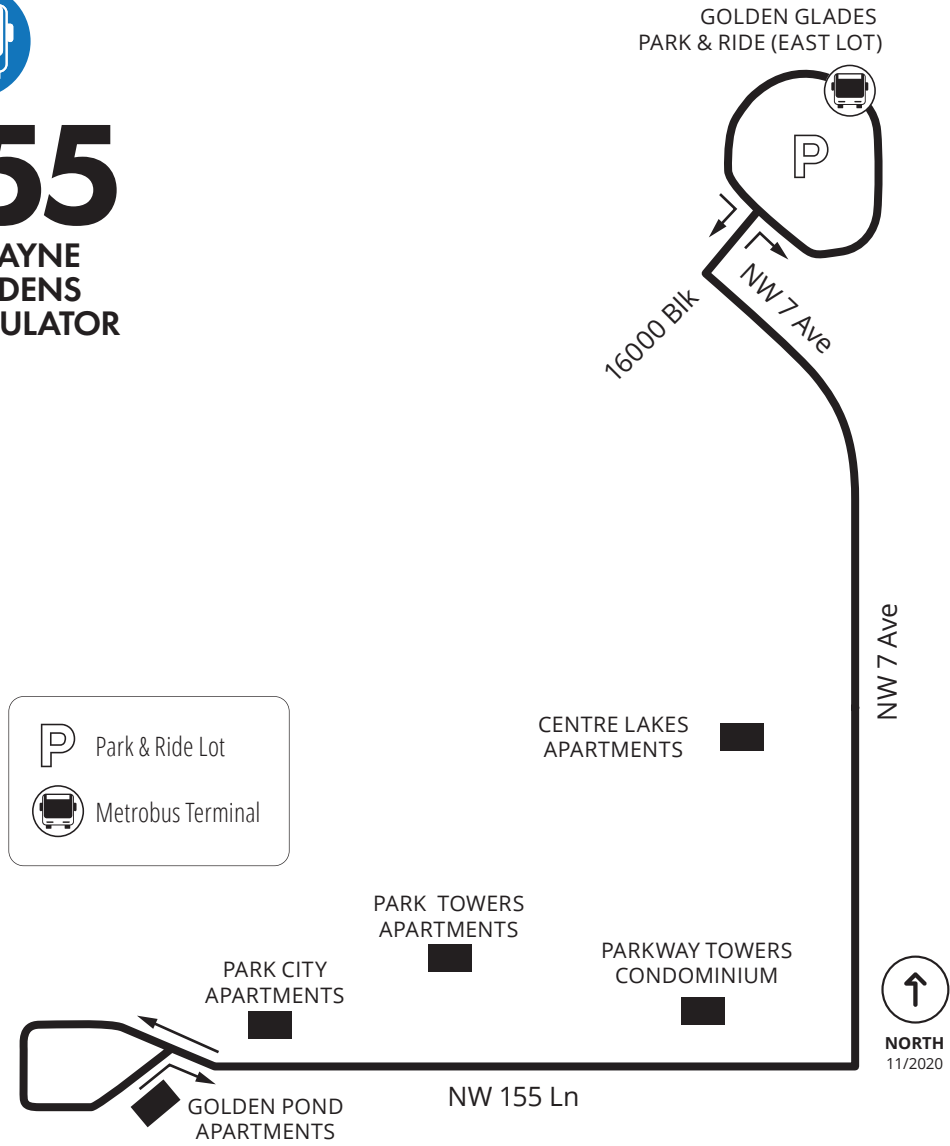 GOLDEN GLADES
PARK & RIDE (EAST LOT)
P
55
AYNE
DENS
ULATOR
16000 Blk
NW 7 Ave
NW 7 Ave
CENTRE LAKES
APARTMENTS
P Park & Ride Lot
Metrobus Terminal
PARK TOWERS
APARTMENTS
PARKWAY TOWERS
CONDOMINIUM
PARK CITY
APARTMENTS
NORTH
11/2020
NW 155 Ln
GOLDEN POND
APARTMENTS